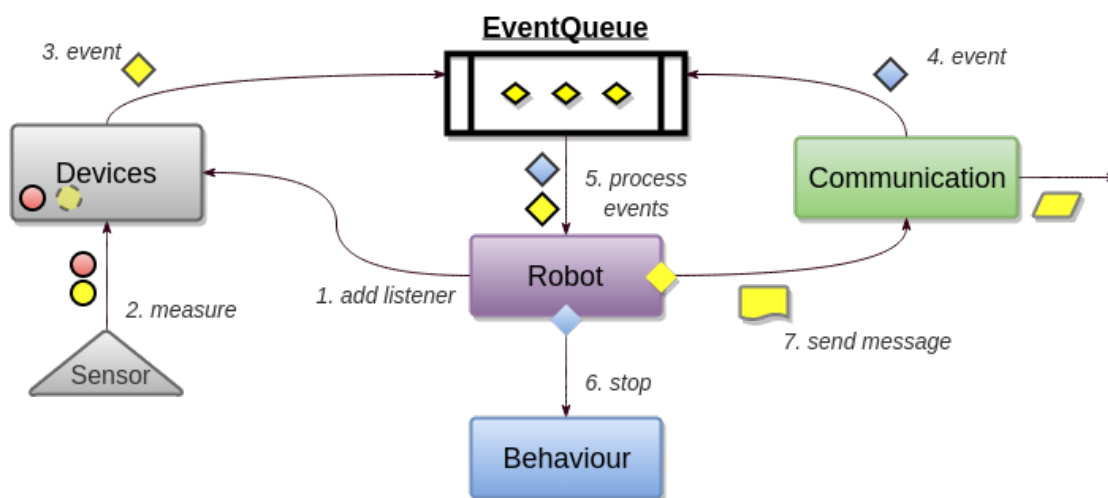 EventQueue
3. event
4. event
Devices
5. process
events
Communication
Robot
1. add listener
2. measure
7. send message
Sensor
6. stop
Behaviour